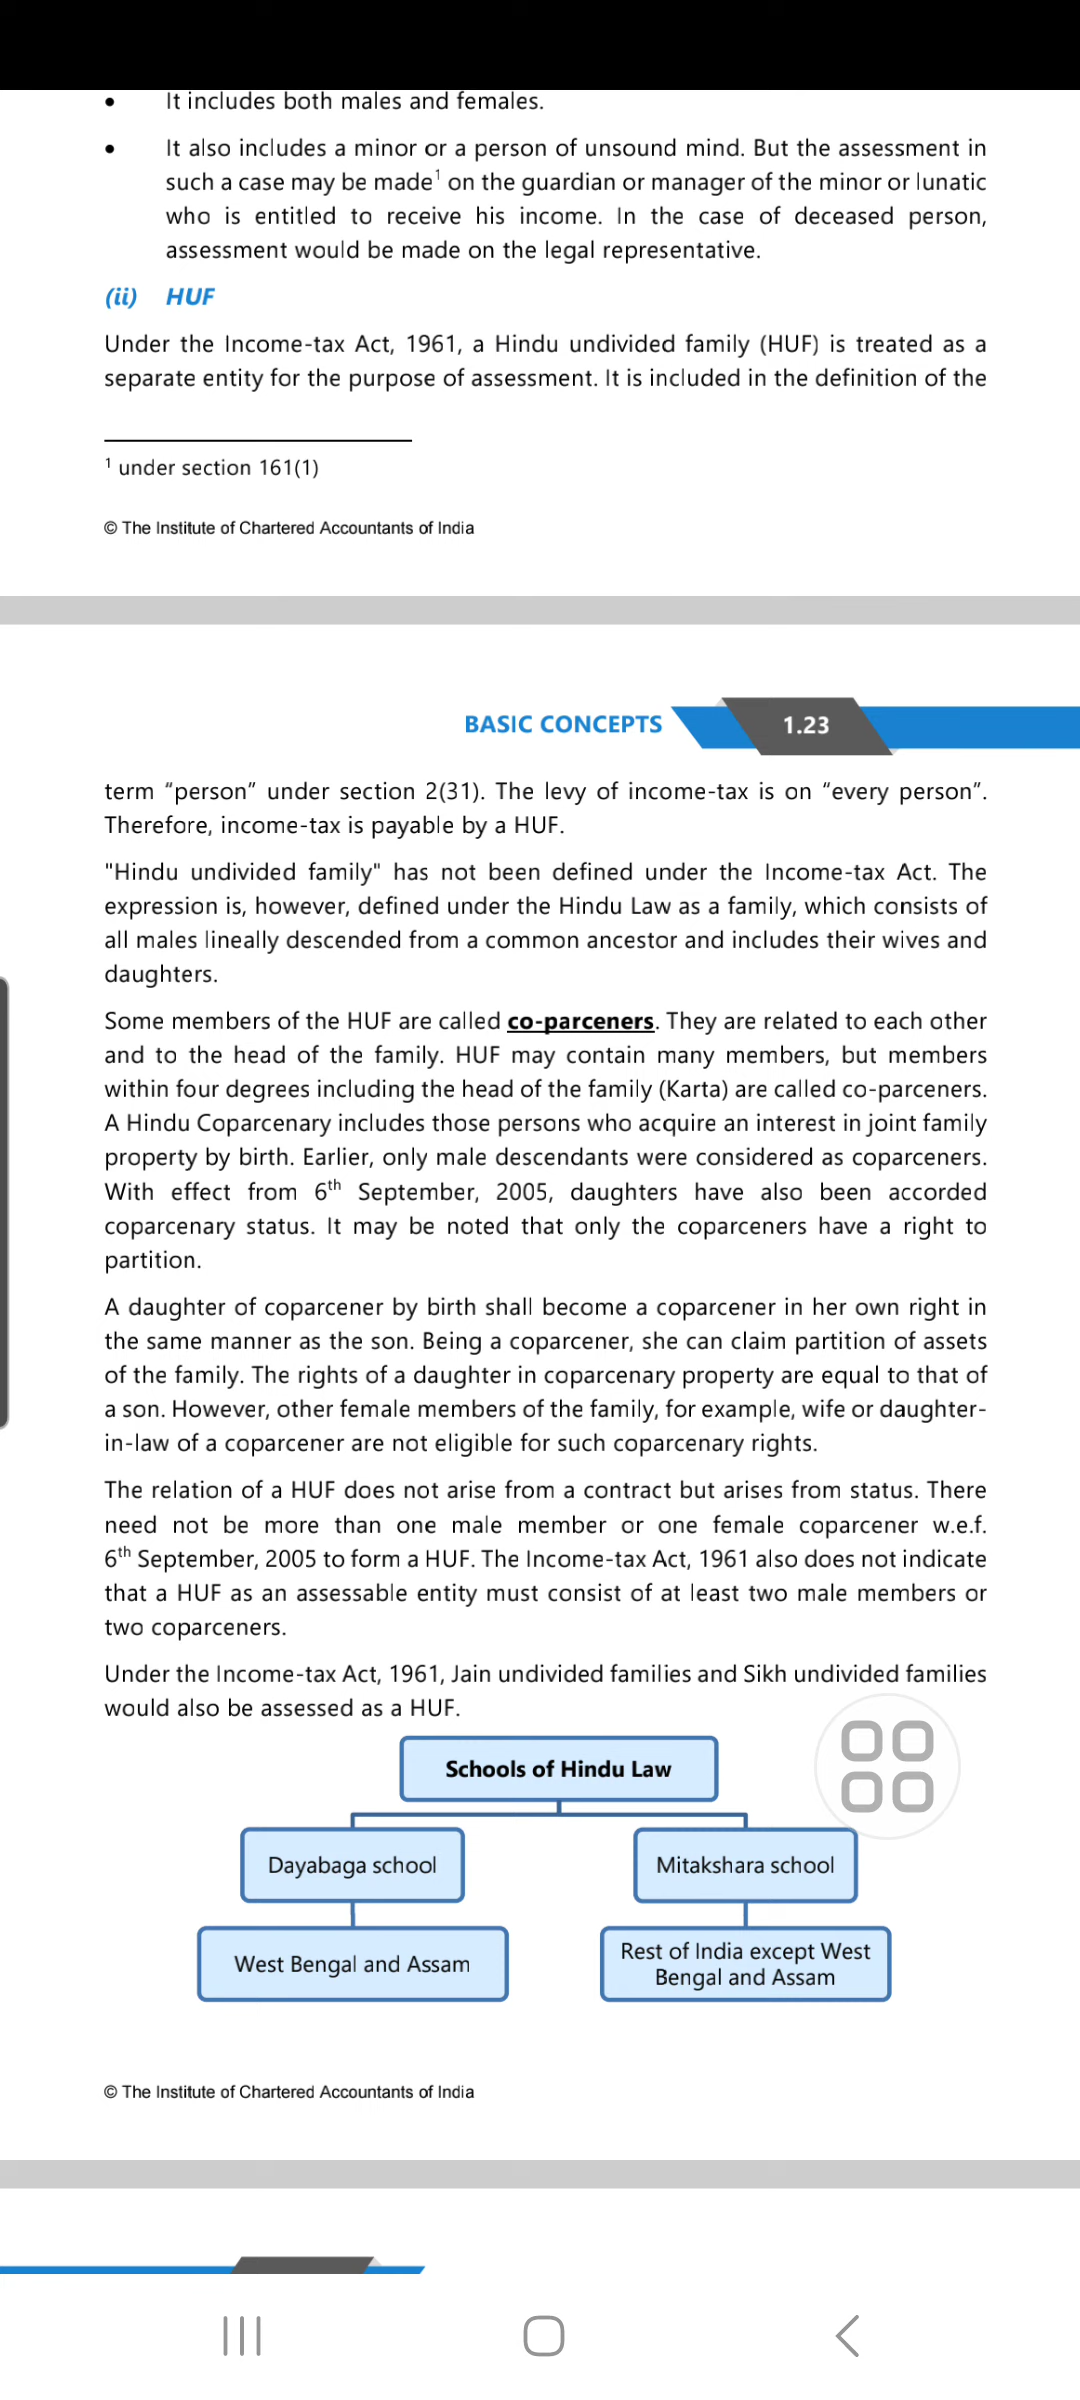 • It includes both males and females.
• It also includes a minor or a person of unsound mind. But the assessment in
such a case may be made¹ on the guardian or manager of the minor or lunatic
who is entitled to receive his income. In the case of deceased person,
assessment would be made on the legal representative.
(ii) HUF
Under the Income-tax Act, 1961, a Hindu undivided family (HUF) is treated as a
separate entity for the purpose of assessment. It is included in the definition of the
¹ under section 161(1)
© The Institute of Chartered Accountants of India
BASIC CONCEPTS 1.23
term “person” under section 2(31). The levy of income-tax is on “every person”.
Therefore, income-tax is payable by a HUF.
"Hindu undivided family" has not been defined under the Income-tax Act. The
expression is, however, defined under the Hindu Law as a family, which consists of
all males lineally descended from a common ancestor and includes their wives and
daughters.
Some members of the HUF are called co-parceners. They are related to each other
and to the head of the family. HUF may contain many members, but members
within four degrees including the head of the family (Karta) are called co-parceners.
A Hindu Coparcenary includes those persons who acquire an interest in joint family
property by birth. Earlier, only male descendants were considered as coparceners.
With effect from 6th September, 2005, daughters have also been accorded
coparcenary status. It may be noted that only the coparceners have a right to
partition.
A daughter of coparcener by birth shall become a coparcener in her own right in
the same manner as the son. Being a coparcener, she can claim partition of assets
of the family. The rights of a daughter in coparcenary property are equal to that of
a son. However, other female members of the family, for example, wife or daughter-
in-law of a coparcener are not eligible for such coparcenary rights.
The relation of a HUF does not arise from a contract but arises from status. There
need not be more than one male member or one female coparcener w.e.f.
6th September, 2005 to form a HUF. The Income-tax Act, 1961 also does not indicate
that a HUF as an assessable entity must consist of at least two male members or
two coparceners.
Under the Income-tax Act, 1961, Jain undivided families and Sikh undivided families
would also be assessed as a HUF.
Schools of Hindu Law
Dayabaga school
Mitakshara school
West Bengal and Assam
Rest of India except West
Bengal and Assam
© The Institute of Chartered Accountants of India